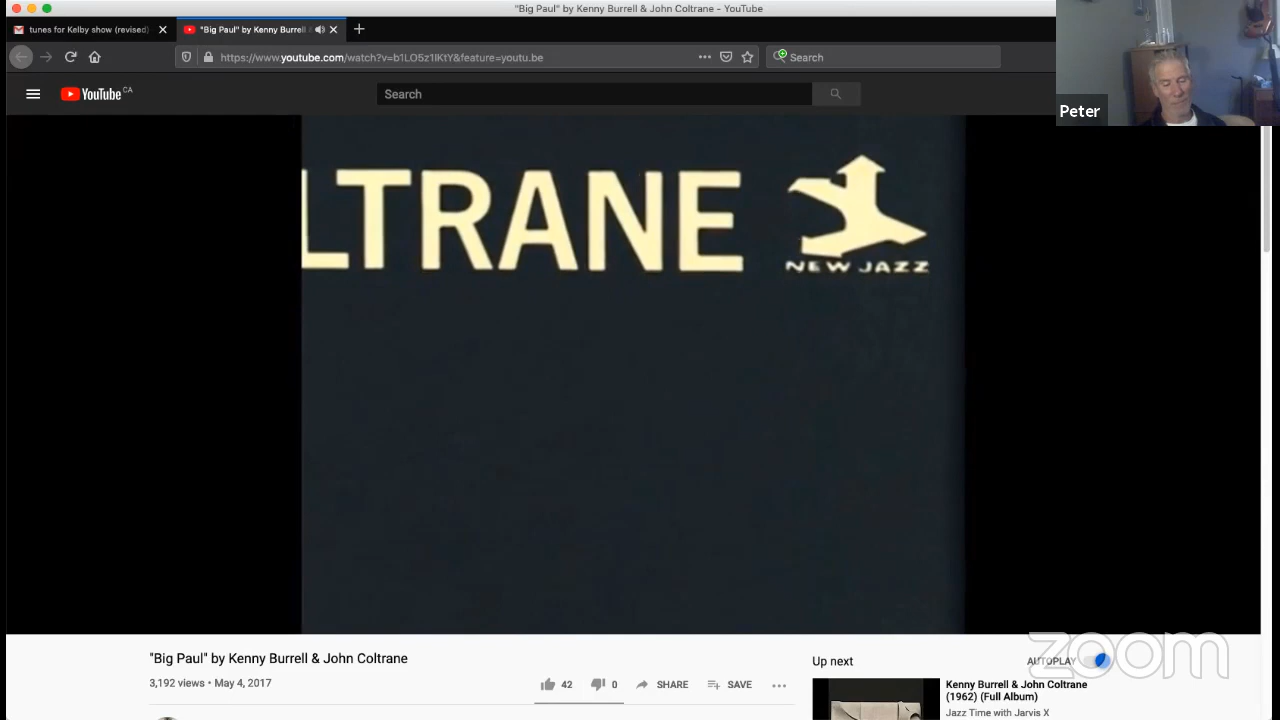 "Big Paul" by Kenny Burrell & John Coltrane - YouTube
tunes for Kelby show (revised)
"Big Paul" by Kenny Burrell
https://www.youtube.com/watch?v=b1LO5z1lKtY&feature=youtu.be
Search
YouTube CA
Search
Peter
LTRANE
NEW JAZZ
"Big Paul" by Kenny Burrell & John Coltrane
3,192 views • May 4, 2017
42
0
SHARE
SAVE
Up next
AUTOPLAY
zoom
Kenny Burrell & John Coltrane
(1962) (Full Album)
Jazz Time with Jarvis X